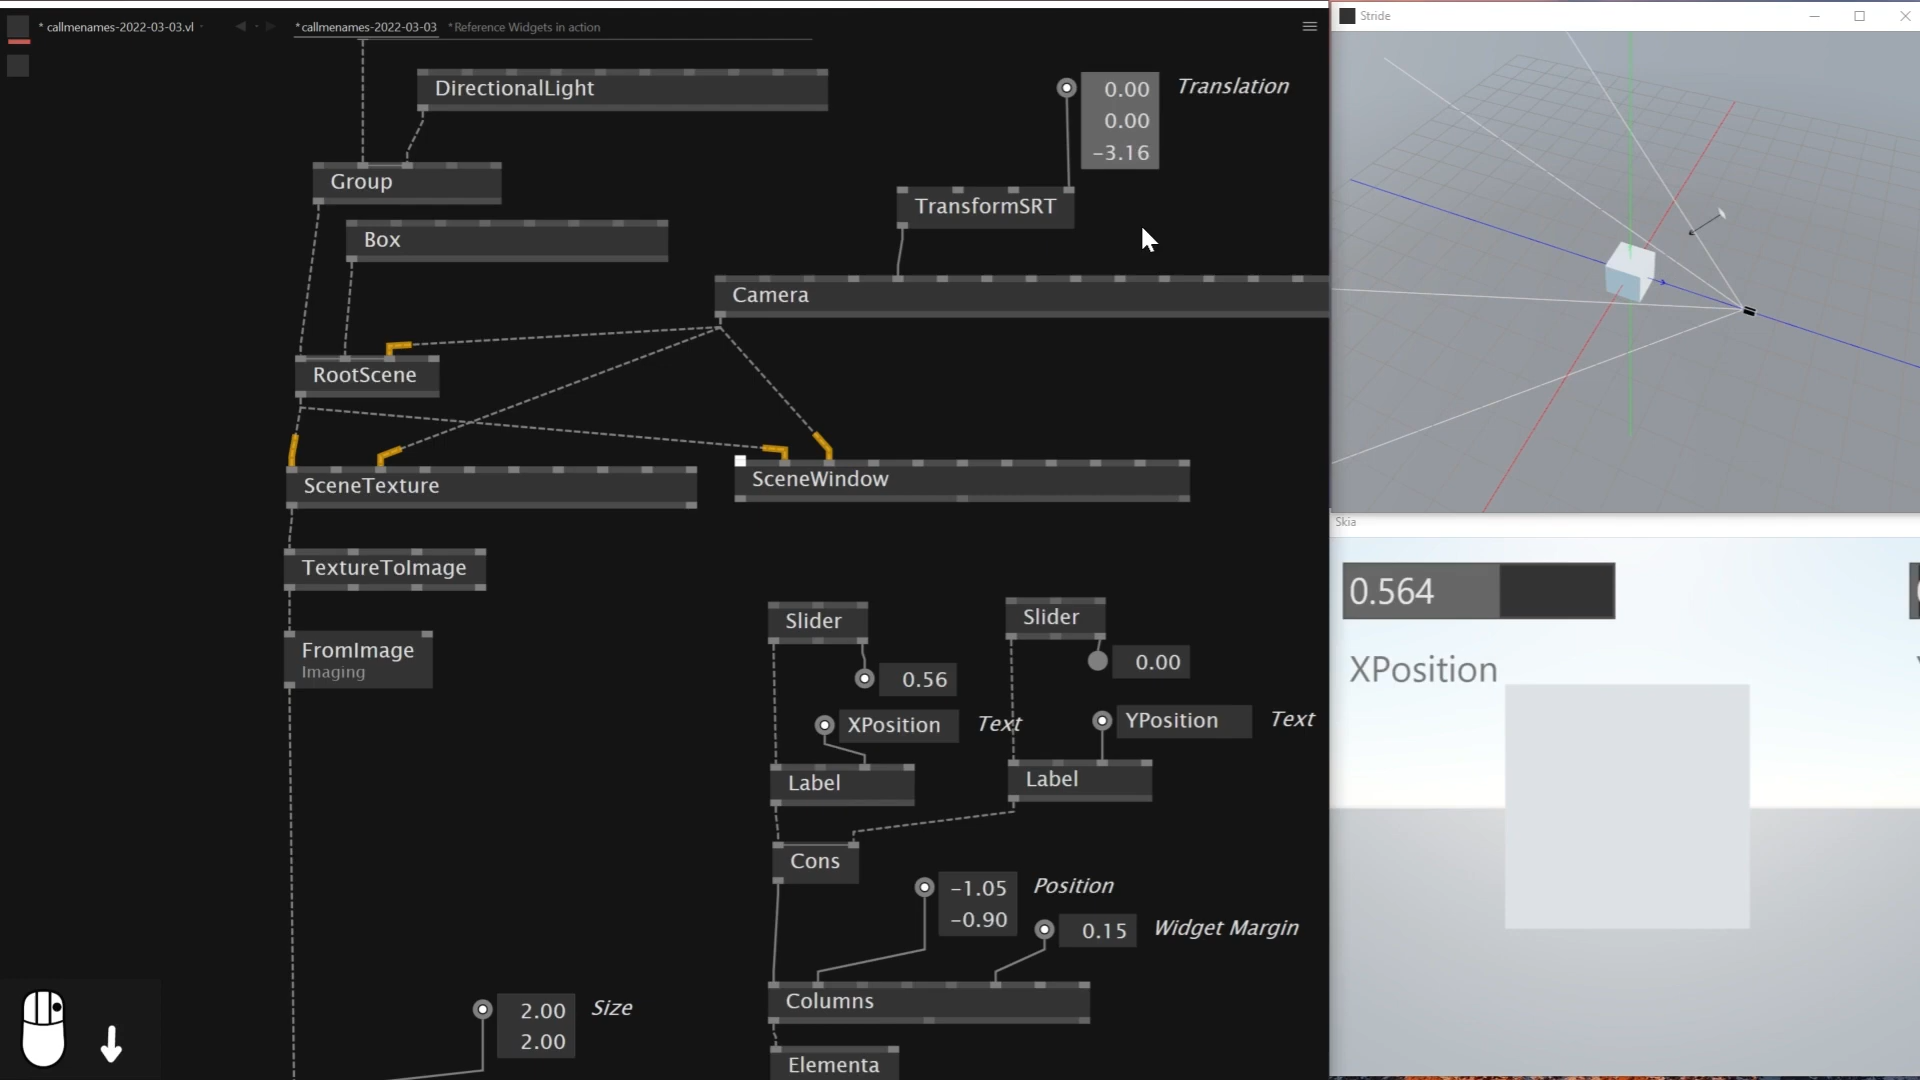 * callmenames-2022-03-03.vl
*callmenames-2022-03-03
*Reference Widgets in action
Stride
DirectionalLight
0.00
0.00
-3.16
Translation
Group
TransformSRT
Box
Camera
RootScene
SceneTexture
SceneWindow
TextureToImage
FromImage
Imaging
Slider
0.56
XPosition
Text
Label
Slider
0.00
YPosition
Text
Label
Cons
-1.05
-0.90
Position
0.15
Widget Margin
Columns
Elementa
2.00
2.00
Size
Skia
0.564
XPosition